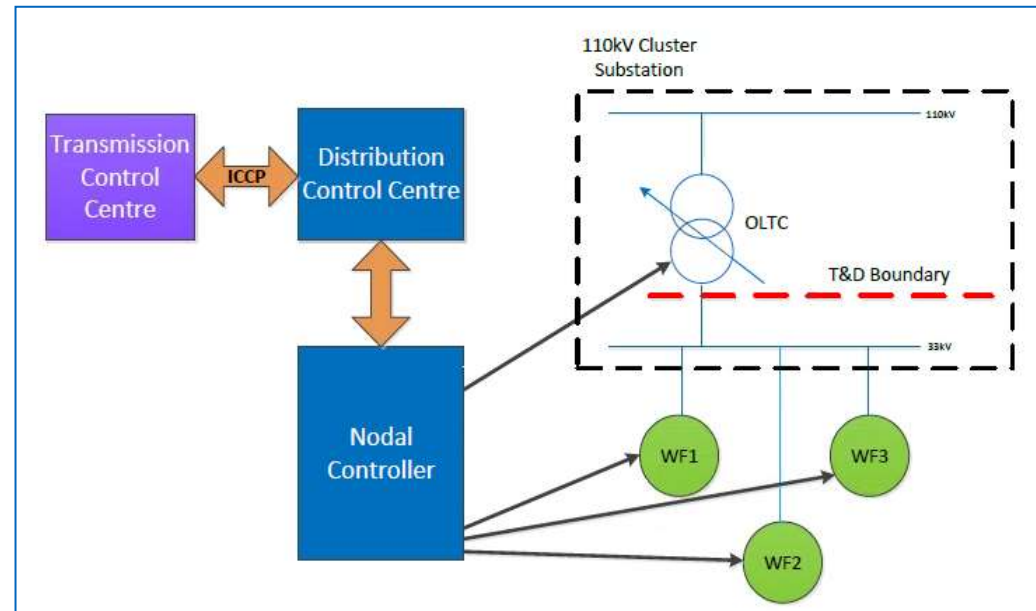 110kV Cluster
Substation
110kV
Transmission
Control
Centre
ICCP
Distribution
Control Centre
OLTC
T&D Boundary
33kV
Nodal
Controller
WF1
WF3
WF2